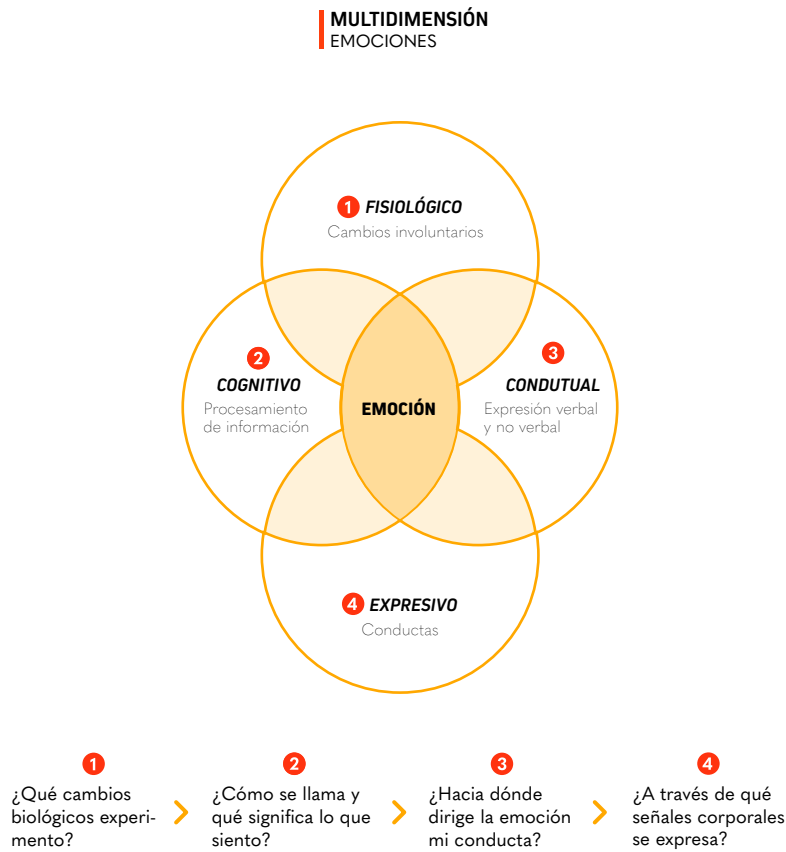 MULTIDIMENSIÓN
EMOCIONES
1 FISIOLÓGICO
Cambios involuntarios
2
COGNITIVO
Procesamiento
de información
EMOCIÓN
3
CONDUTUAL
Expresión verbal
y no verbal
4 EXPRESIVO
Conductas
1
¿Qué cambios
biológicos experi-
mento?
2
¿Cómo se llama y
qué significa lo que
siento?
3
¿Hacia dónde
dirige la emoción
mi conducta?
4
¿A través de qué
señales corporales
se expresa?